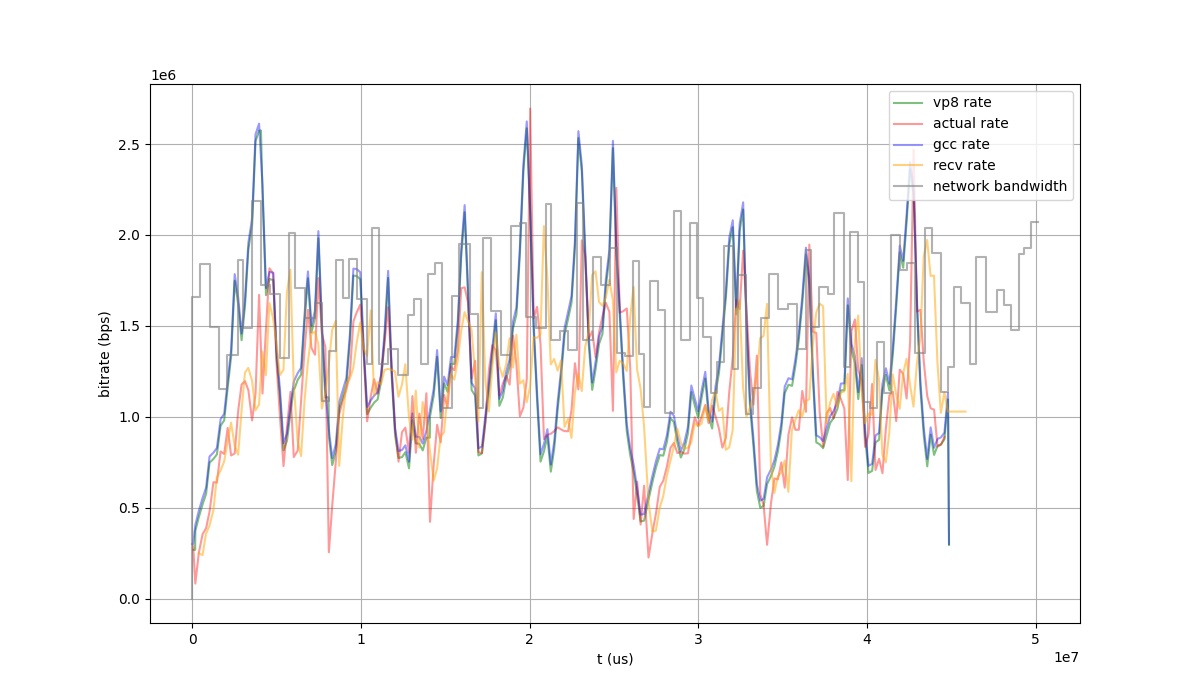 1e6
vp8 rate
actual rate
gcc rate
recv rate
network bandwidth
2.5
2.0
1.5
1.0
0.5
0.0
bitrate (bps)
0 1 2 3 4 5
t (us)
1e7